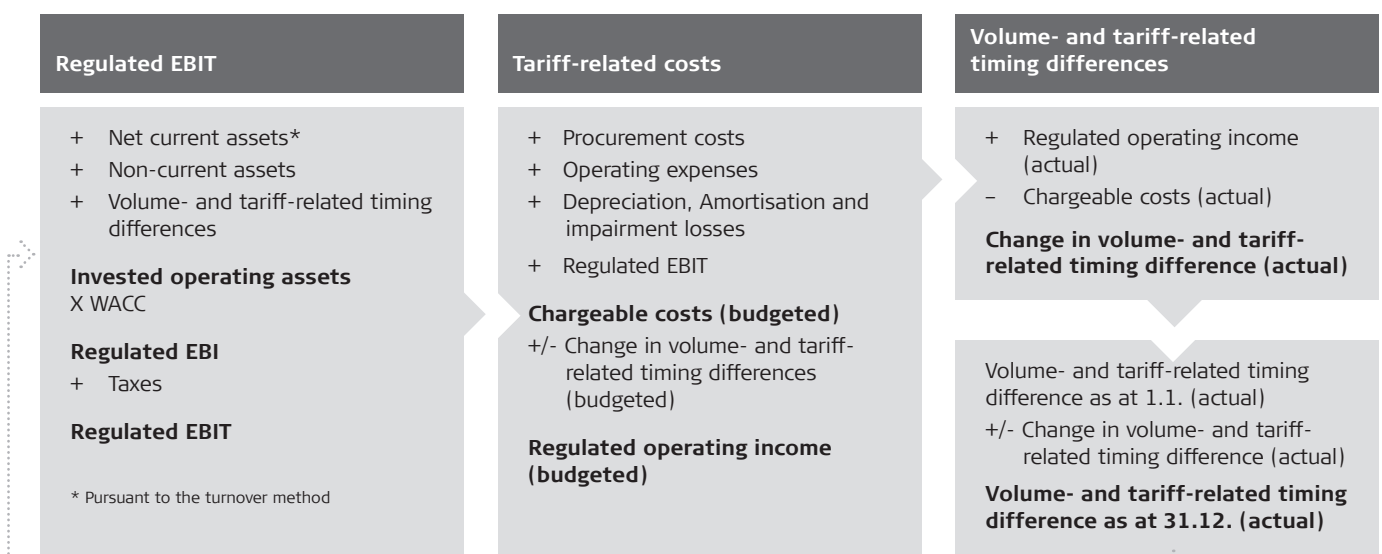 Regulated EBIT
+ Net current assets*
+ Non-current assets
+ Volume- and tariff-related timing
differences
Invested operating assets
X WACC
Regulated EBI
+ Taxes
Regulated EBIT
* Pursuant to the turnover method
Tariff-related costs
+ Procurement costs
+ Operating expenses
+ Depreciation, Amortisation and
impairment losses
+ Regulated EBIT
Chargeable costs (budgeted)
+/- Change in volume- and tariff-
related timing differences
(budgeted)
Regulated operating income
(budgeted)
Volume- and tariff-related
timing differences
+ Regulated operating income
(actual)
– Chargeable costs (actual)
Change in volume- and tariff-
related timing difference (actual)
Volume- and tariff-related timing
difference as at 1.1. (actual)
+/- Change in volume- and tariff-
related timing difference (actual)
Volume- and tariff-related timing
difference as at 31.12. (actual)